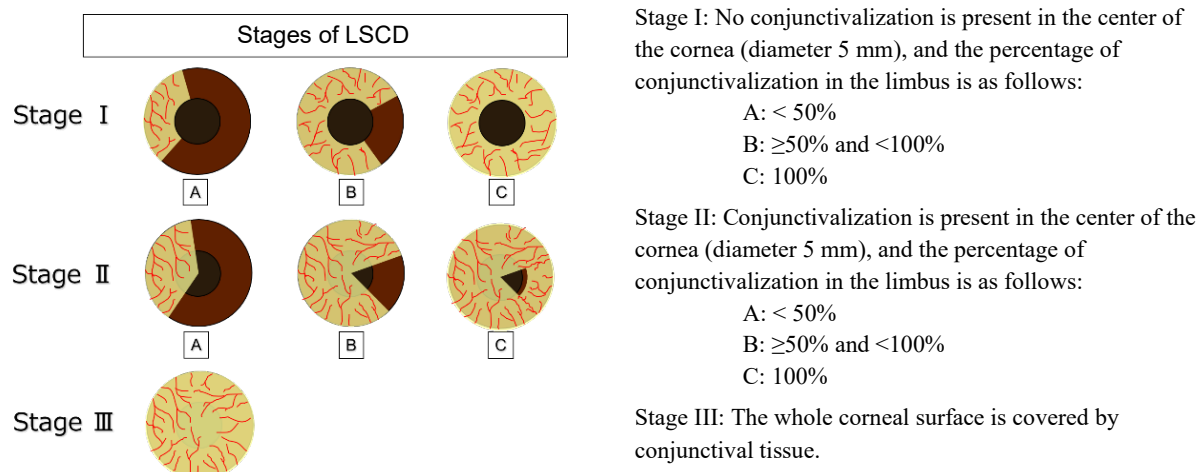 Stages of LSCD
Stage Ⅰ
A
B
C
Stage Ⅱ
A
B
C
Stage Ⅲ
Stage I: No conjunctivalization is present in the center of
the cornea (diameter 5 mm), and the percentage of
conjunctivalization in the limbus is as follows:
A: < 50%
B: ≥50% and <100%
C: 100%
Stage II: Conjunctivalization is present in the center of the
cornea (diameter 5 mm), and the percentage of
conjunctivalization in the limbus is as follows:
A: < 50%
B: ≥50% and <100%
C: 100%
Stage III: The whole corneal surface is covered by
conjunctival tissue.